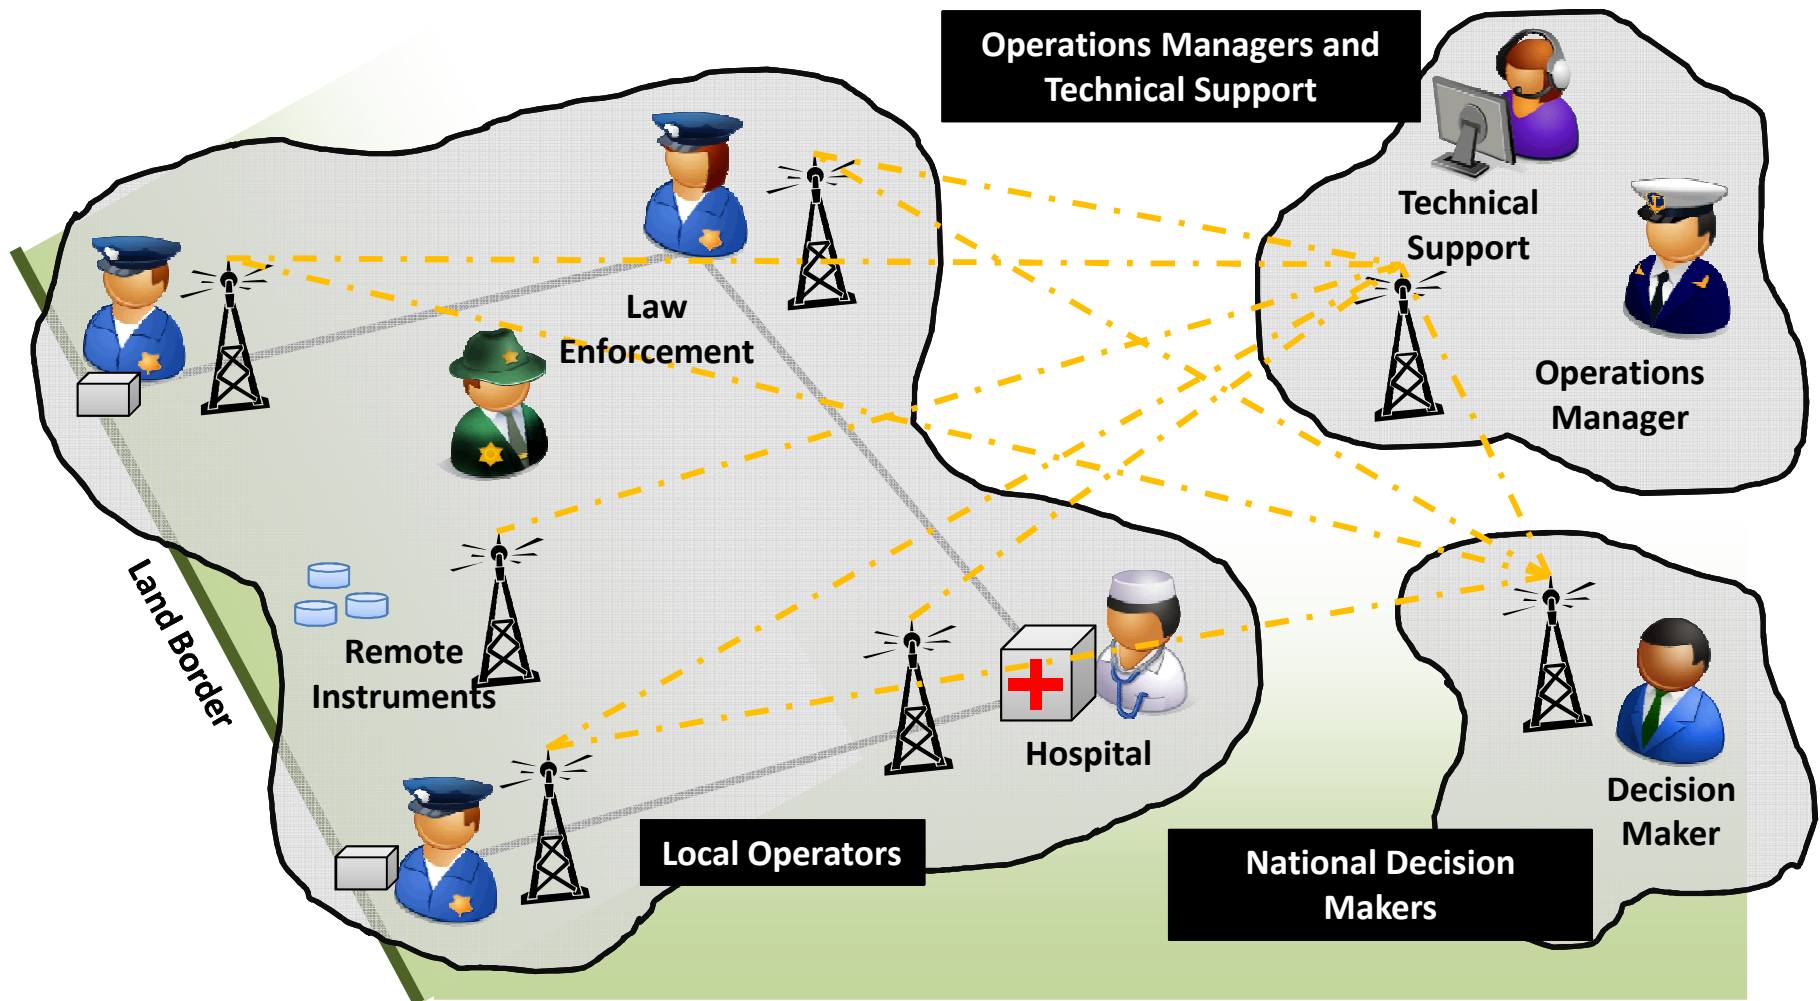 Operations Managers and
Technical Support
Technical
Support
Operations
Manager
Law
Enforcement
Land Border
Remote
Instruments
Hospital
Local Operators
Decision
Maker
National Decision
Makers